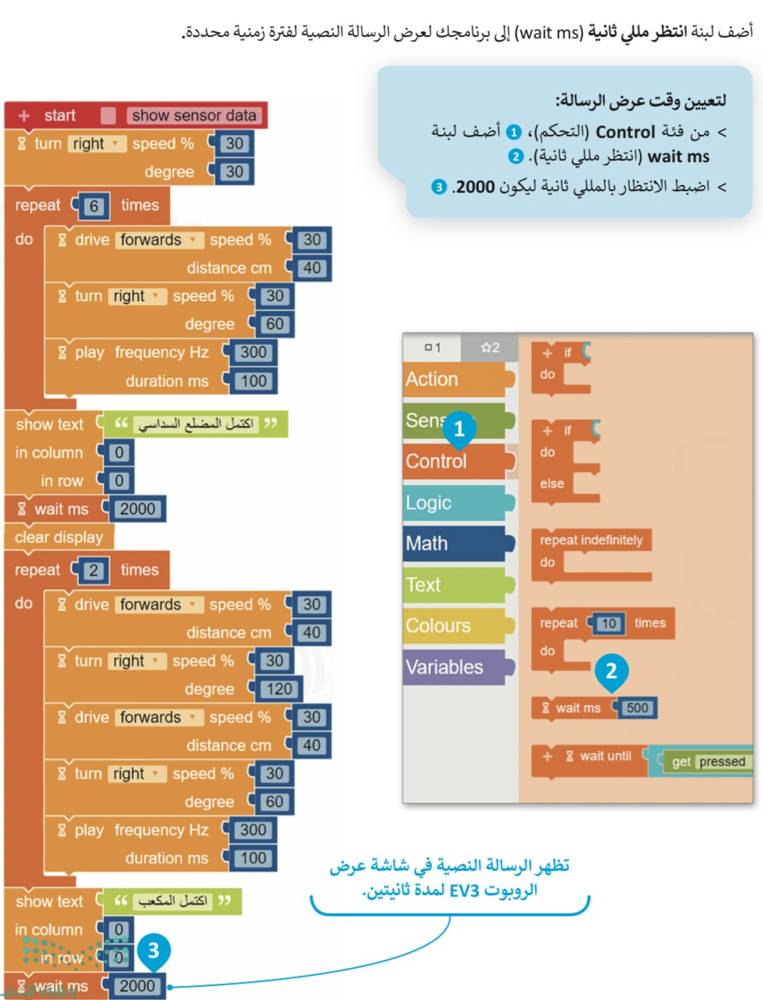 أضف لبنة انتظر مللي ثانية (wait ms) إلى برنامجك لعرض الرسالة النصية لفترة زمنية محددة.
لتعيين وقت عرض الرسالة:
> من فئة Control (التحكم)، 1 أضف لبنة
wait ms (انتظر مللي ثانية). 2
> اضبط الانتظار بالمللي ثانية ليكون 2000. 3
+ start show sensor data
turn right speed % 30
degree 30
repeat 6 times
do drive forwards speed % 30
distance cm 40
turn right speed % 30
degree 60
play frequency Hz 300
duration ms 100
show text “ اكتمل المضلع السداسي ”
in column 0
in row 0
wait ms 2000
clear display
repeat 2 times
do drive forwards speed % 30
distance cm 40
turn right speed % 30
degree 120
drive forwards speed % 30
distance cm 40
turn right speed % 30
degree 60
play frequency Hz 300
duration ms 100
show text “ اكتمل المكعب ”
in column 0
in row 0
3
wait ms 2000
1 2
Action
Sens
1
Control
Logic
Math
Text
Colours
Variables
+ if
do
+ if
do
else
repeat indefinitely
do
repeat 10 times
do
2
wait ms 500
+ wait until get pressed
تظهر الرسالة النصية في شاشة عرض
الروبوت EV3 لمدة ثانيتين.